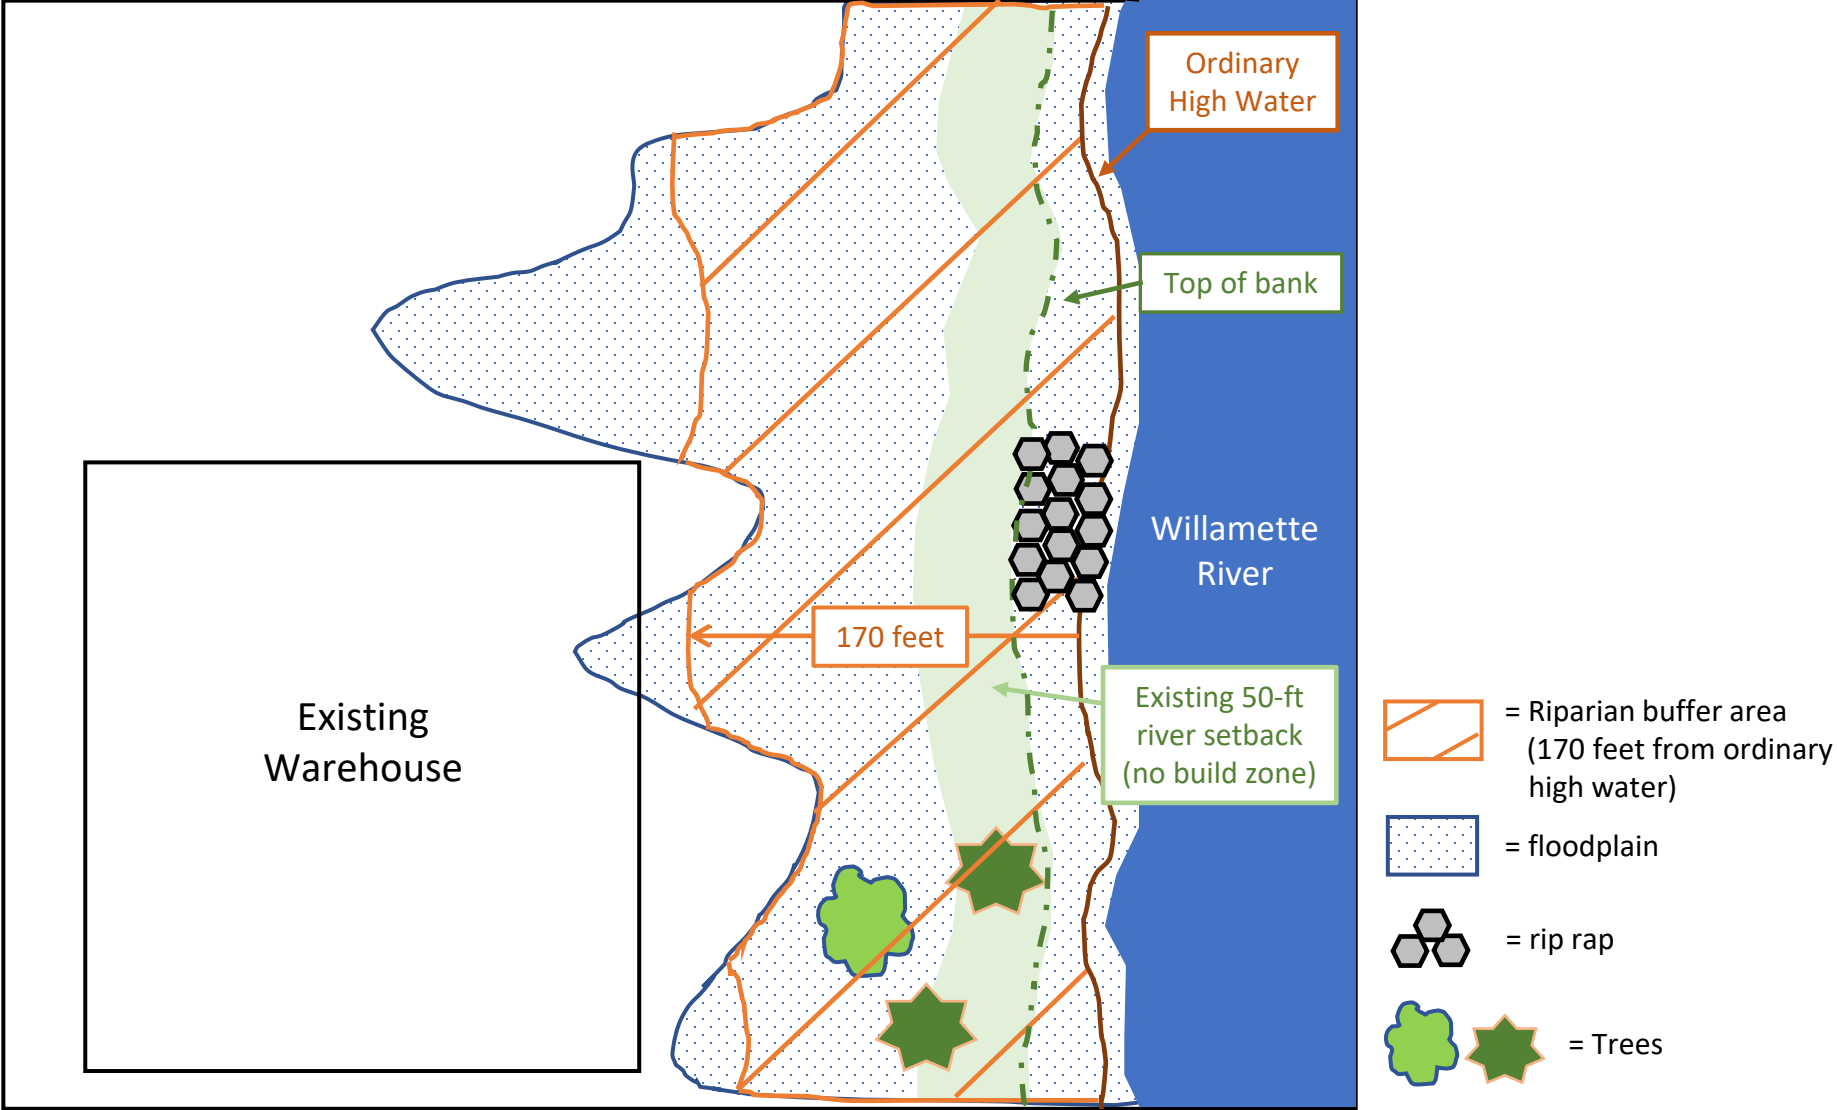 Ordinary
High Water
Top of bank
Willamette
River
170 feet
Existing 50-ft
river setback
(no build zone)
Existing
Warehouse
= Riparian buffer area
(170 feet from ordinary
high water)
= floodplain
= rip rap
= Trees